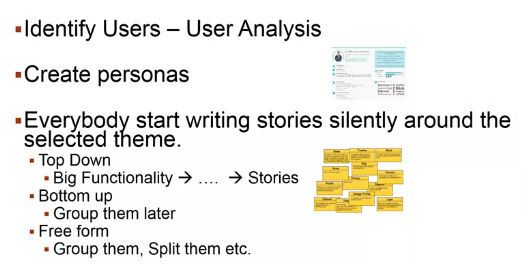 ▪Identify Users – User Analysis
▪Create personas
▪Everybody start writing stories silently around the
selected theme.
▪ Top Down
▪ Big Functionality → …. → Stories
▪ Bottom up
▪ Group them later
▪ Free form
▪ Group them, Split them etc.